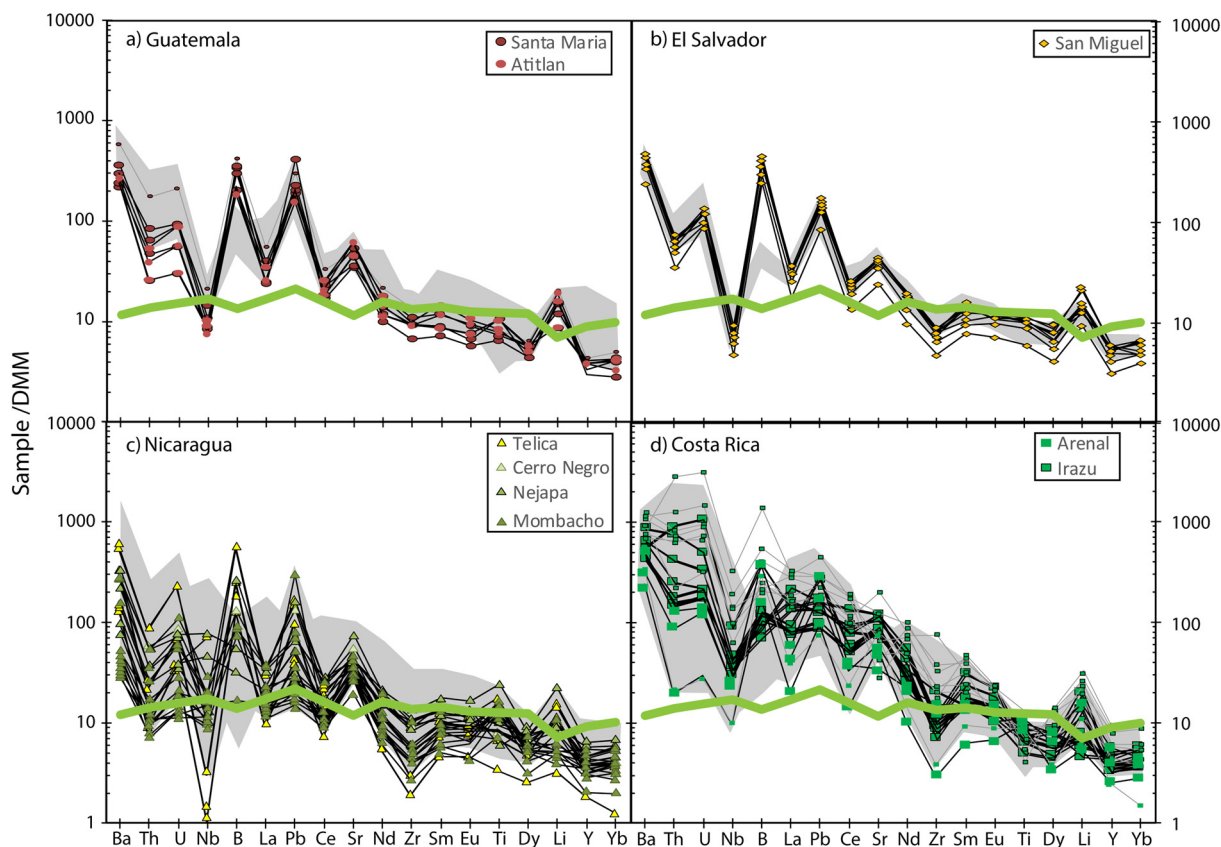 10000
1000
100
10
a) Guatemala
Santa Maria
Atitlan
b) El Salvador
San Miguel
10000
1000
100
10
Sample /DMM
10000
1000
100
10
1
c) Nicaragua
Telica
Cerro Negro
Nejapa
Mombacho
d) Costa Rica
Arenal
Irazu
10000
1000
100
10
1
Ba Th U Nb B La Pb Ce Sr Nd Zr Sm Eu Ti Dy Li Y Yb
Ba Th U Nb B La Pb Ce Sr Nd Zr Sm Eu Ti Dy Li Y Yb